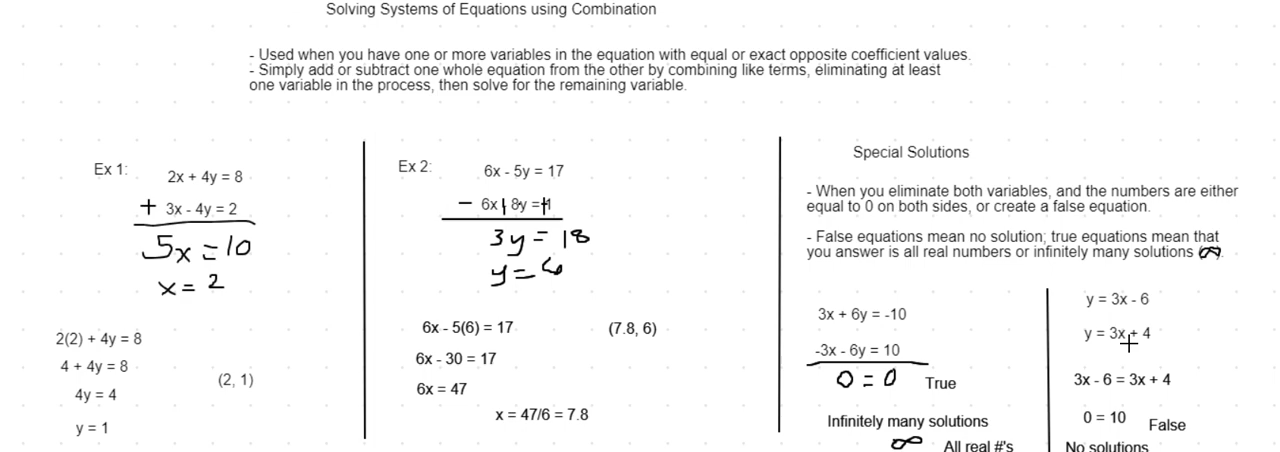 Solving Systems of Equations using Combination
- Used when you have one or more variables in the equation with equal or exact opposite coefficient values.
- Simply add or subtract one whole equation from the other by combining like terms, eliminating at least
one variable in the process, then solve for the remaining variable.
Ex 1:
2x + 4y = 8
+ 3x - 4y = 2
5x = 10
x = 2
2(2) + 4y = 8
4 + 4y = 8
4y = 4
y = 1
(2, 1)
Ex 2:
6x - 5y = 17
3y = 18
y = 6
6x - 5(6) = 17
6x - 30 = 17
6x = 47
x = 47/6 = 7.8
(7.8, 6)
Special Solutions
- When you eliminate both variables, and the numbers are either
equal to 0 on both sides, or create a false equation.
- False equations mean no solution; true equations mean that
you answer is all real numbers or infinitely many solutions ∞.
3x + 6y = -10
-3x - 6y = 10
0 = 0 True
Infinitely many solutions
∞ All real #'s
y = 3x - 6
y = 3x + 4
3x - 6 = 3x + 4
0 = 10 False
No solutions